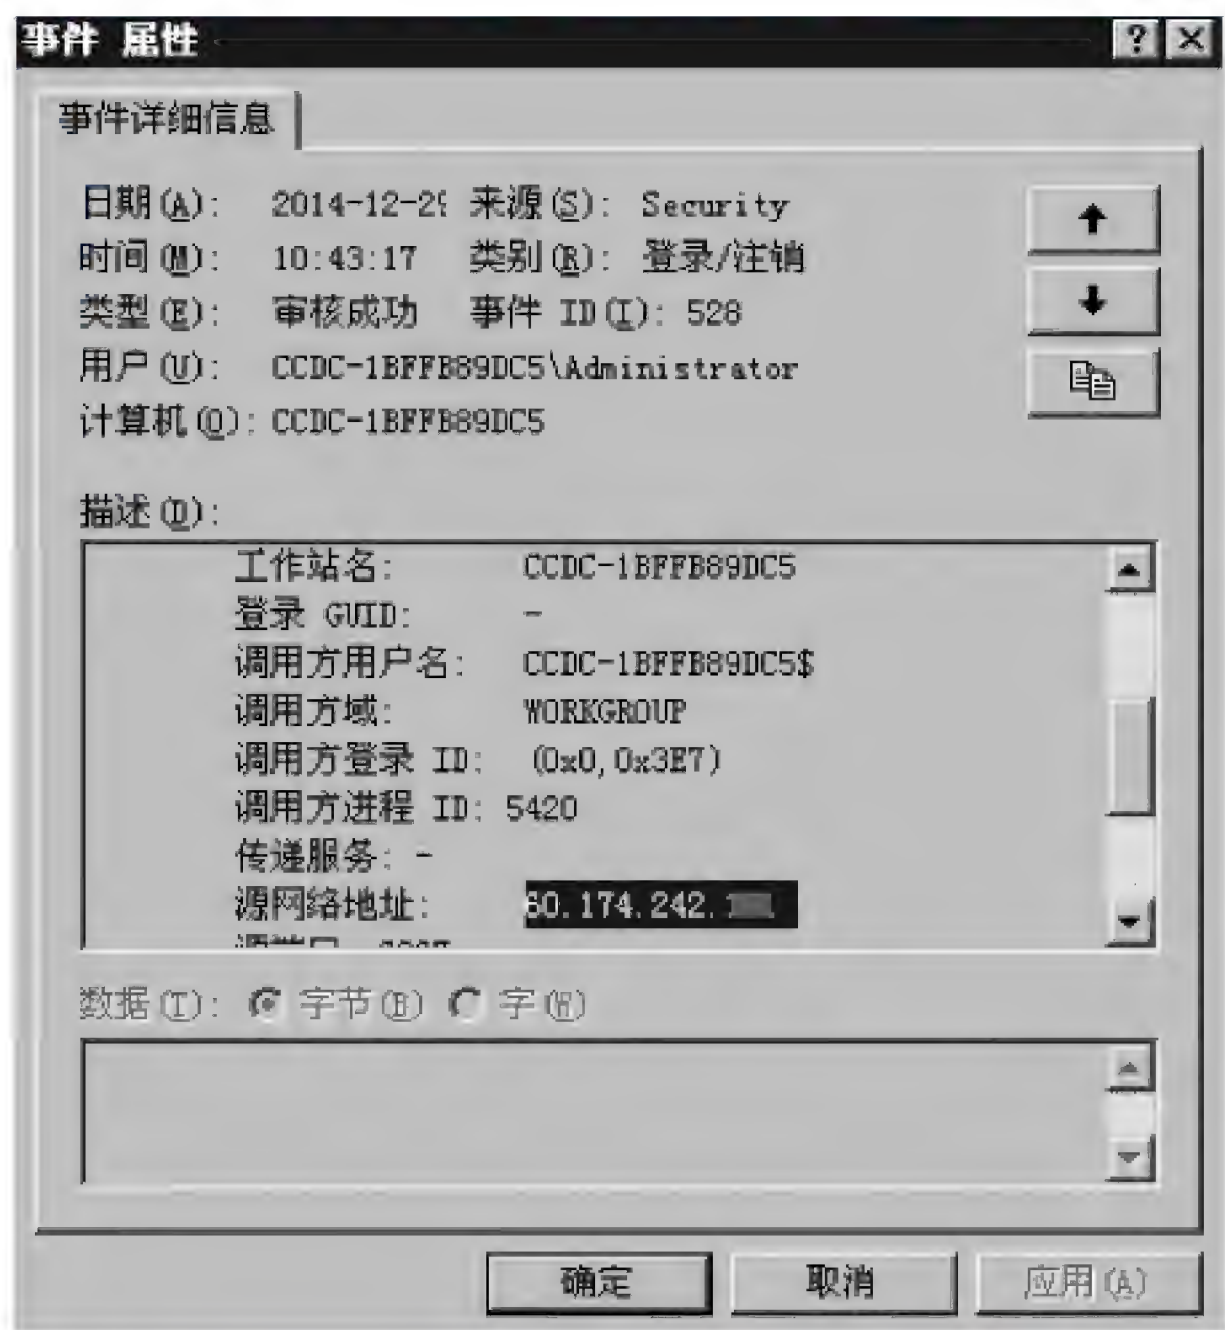 事件 属性
事件详细信息
日期(A): 2014-12-29 来源(S): Security
时间(M): 10:43:17 类别(R): 登录/注销
类型(E): 审核成功 事件 ID(I): 528
用户(U): CCDC-1BFFB89DC5\Administrator
计算机(O): CCDC-1BFFB89DC5
描述(D):
工作站名: CCDC-1BFFB89DC5
登录 GUID: -
调用方用户名: CCDC-1BFFB89DC5$
调用方域: WORKGROUP
调用方登录 ID: (0x0,0x3E7)
调用方进程 ID: 5420
传递服务: -
源网络地址: 60.174.242.
源端口:
数据(T): 字节(B) 字(W)
确定 取消 应用(A)